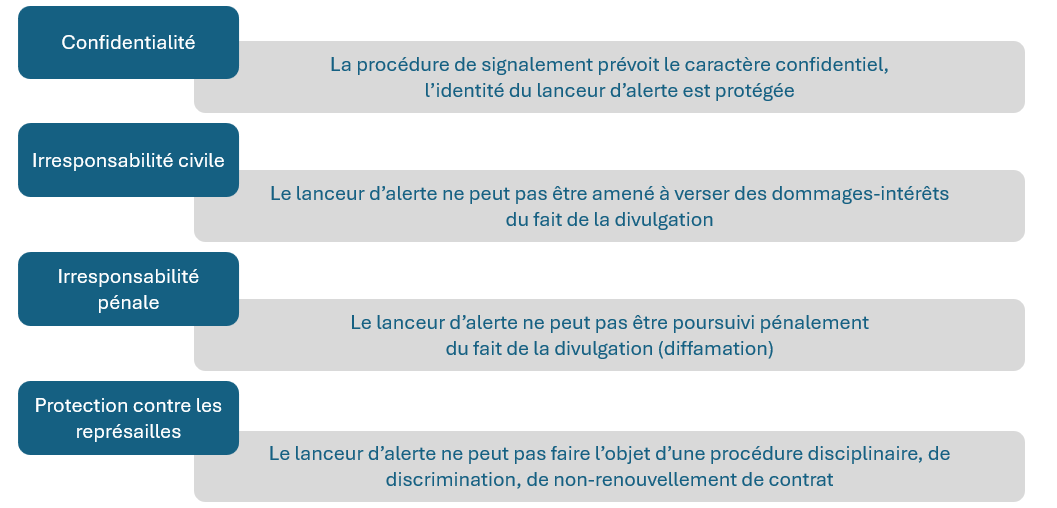 Confidentialité
La procédure de signalement prévoit le caractère confidentiel,
l’identité du lanceur d’alerte est protégée
Irresponsabilité civile
Le lanceur d’alerte ne peut pas être amené à verser des dommages-intérêts
du fait de la divulgation
Irresponsabilité
pénale
Le lanceur d’alerte ne peut pas être poursuivi pénalement
du fait de la divulgation (diffamation)
Protection contre les
représailles
Le lanceur d’alerte ne peut pas faire l’objet d’une procédure disciplinaire, de
discrimination, de non-renouvellement de contrat